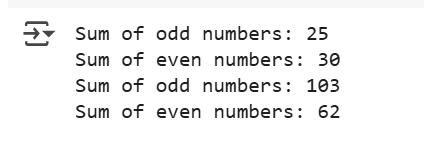 Sum of odd numbers: 25
Sum of even numbers: 30
Sum of odd numbers: 103
Sum of even numbers: 62